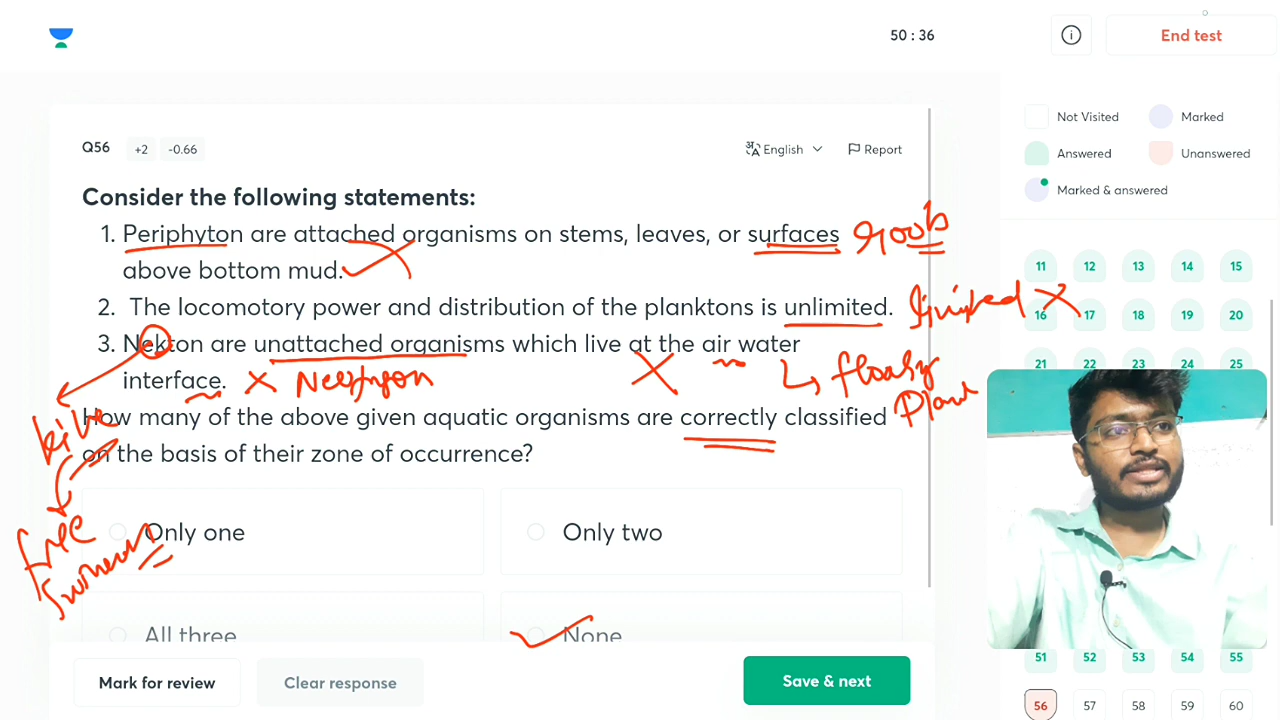 50 : 36
End test
Not Visited
Marked
Answered
Unanswered
Marked & answered
Q56
+2
-0.66
English
Report
Consider the following statements:
1. Periphyton are attached organisms on stems, leaves, or surfaces
above bottom mud.
2. The locomotory power and distribution of the planktons is unlimited.
limited
3. Nekton are unattached organisms which live at the air water
interface.
How many of the above given aquatic organisms are correctly classified
on the basis of their zone of occurrence?
free
Only one
Only two
All three
None
Mark for review
Clear response
Save & next
11 12 13 14 15
16 17 18 19 20
21 22 23 24 25
51 52 53 54 55
56 57 58 59 60